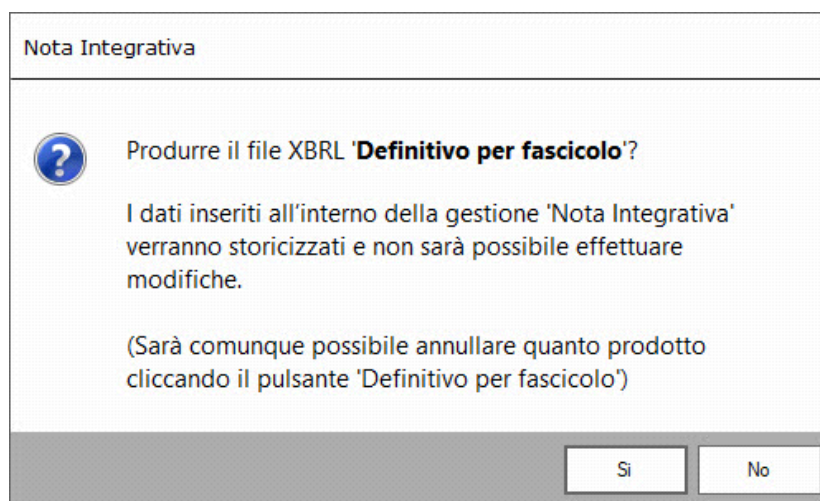 Nota Integrativa
Produrre il file XBRL 'Definitivo per fascicolo'?
I dati inseriti all'interno della gestione 'Nota Integrativa'
verranno storicizzati e non sarà possibile effettuare
modifiche.
(Sarà comunque possibile annullare quanto prodotto
cliccando il pulsante 'Definitivo per fascicolo')
Si
No